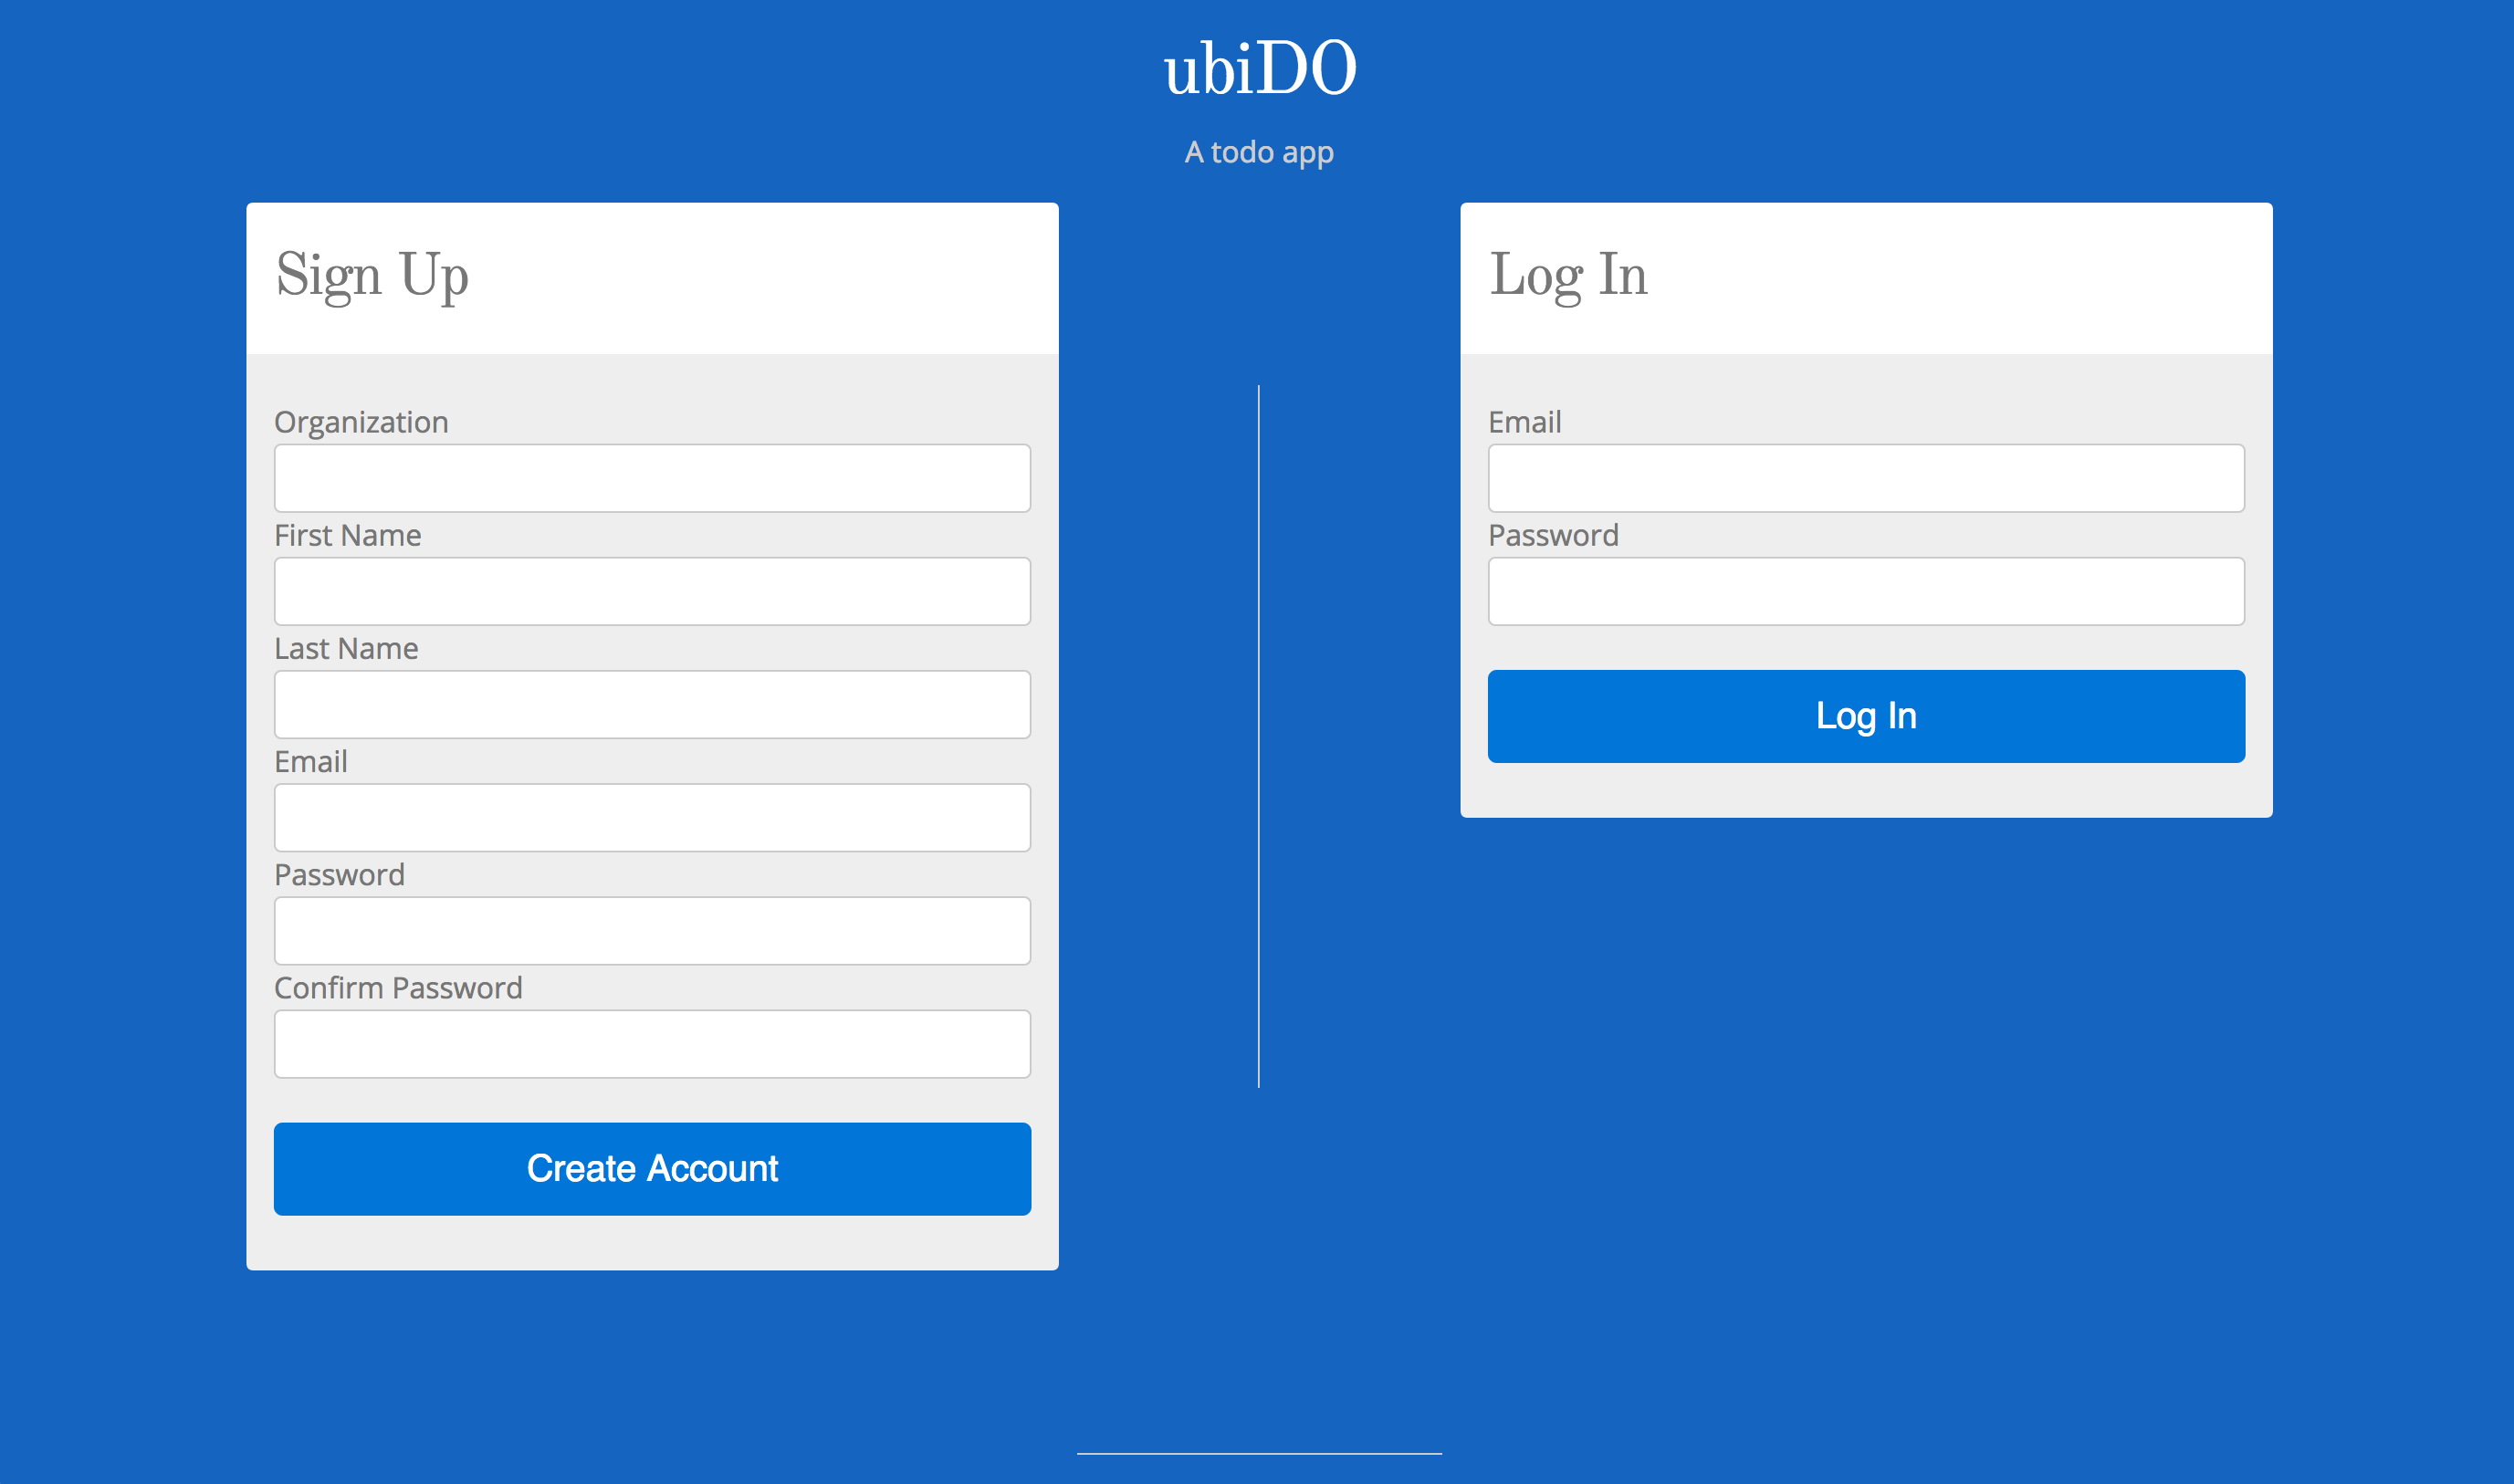 ubiDO
A todo app
Sign Up
Organization
First Name
Last Name
Email
Password
Confirm Password
Create Account
Log In
Email
Password
Log In